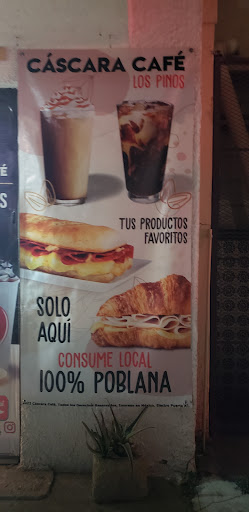 CÁSCARA CAFÉ
LOS PINOS
TUS PRODUCTOS
FAVORITOS
SOLO
AQUÍ
CONSUME LOCAL
100% POBLANA